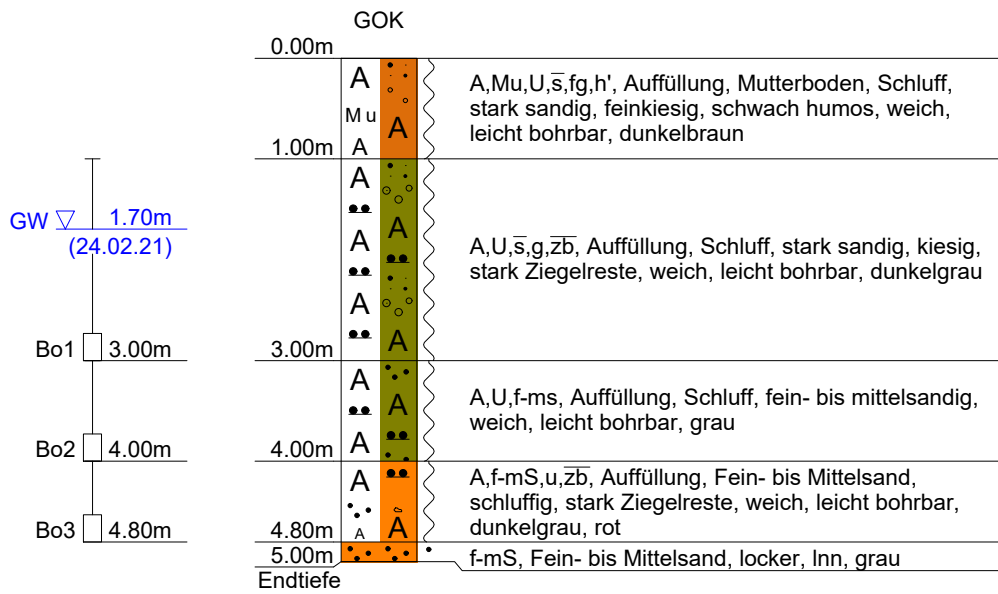 GOK
0.00m
A
Mu
A
A
A,Mu,U,s̅,fg,h', Auffüllung, Mutterboden, Schluff,
stark sandig, feinkiesig, schwach humos, weich,
leicht bohrbar, dunkelbraun
1.00m
A
A
A
A
A
GW 1.70m
(24.02.21)
A,U,s̅,g,z̅b̅, Auffüllung, Schluff, stark sandig, kiesig,
stark Ziegelreste, weich, leicht bohrbar, dunkelgrau
Bo1 3.00m
3.00m
A
A
A
A,U,f-ms, Auffüllung, Schluff, fein- bis mittelsandig,
weich, leicht bohrbar, grau
Bo2 4.00m
4.00m
A
A
A
A,f-mS,u,z̅b̅, Auffüllung, Fein- bis Mittelsand,
schluffig, stark Ziegelreste, weich, leicht bohrbar,
dunkelgrau, rot
Bo3 4.80m
4.80m
5.00m
f-mS, Fein- bis Mittelsand, locker, lnn, grau
Endtiefe